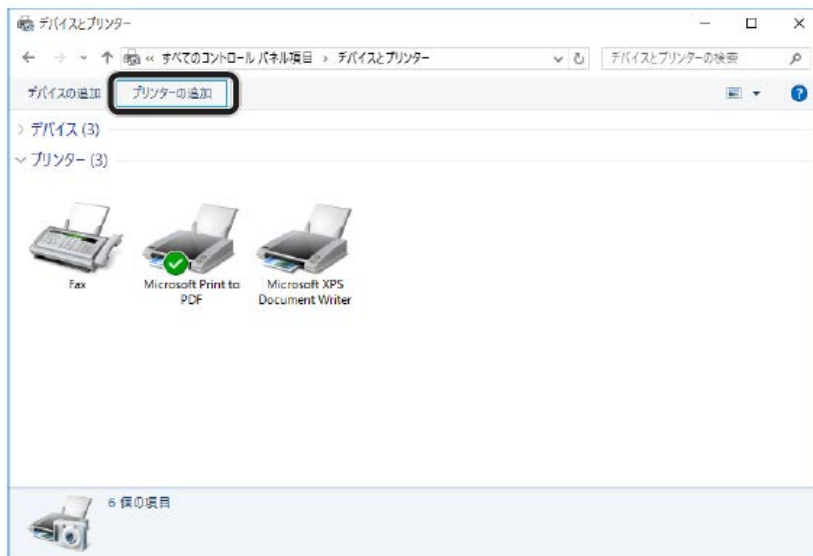 デバイスとプリンター
« すべてのコントロール パネル項目 › デバイスとプリンター
デバイスとプリンターの検索
デバイスの追加 プリンターの追加
デバイス (3)
プリンター (3)
Fax
Microsoft Print to
PDF
Microsoft XPS
Document Writer
6 個の項目